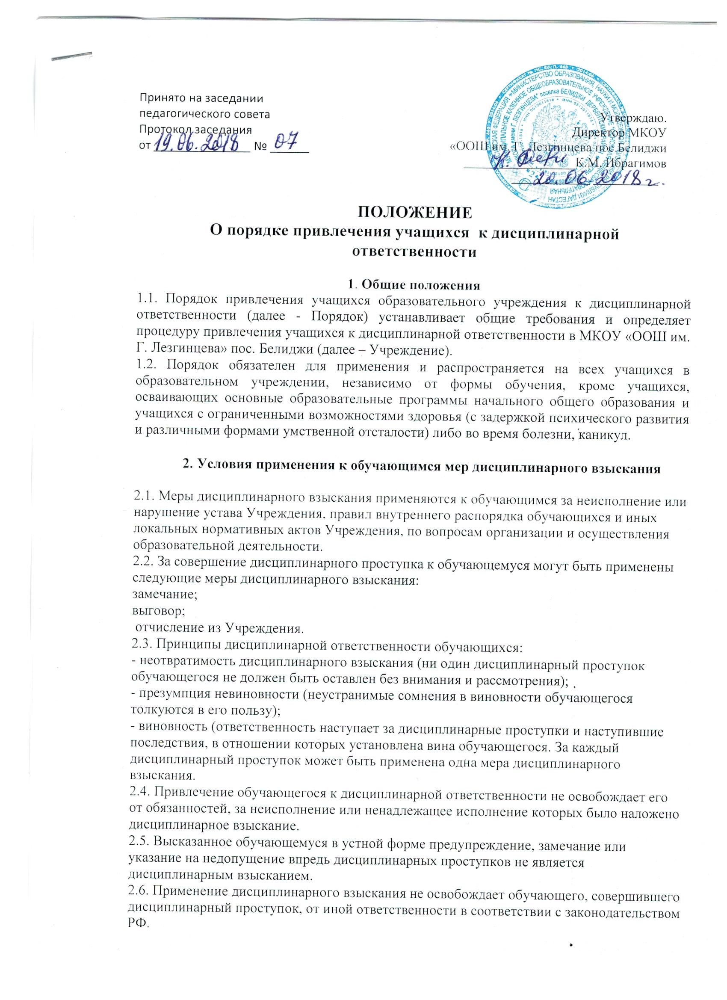 Принято на заседании
педагогического совета
Протокол заседания
от 19.06.2018 № 07
Утверждаю.
Директор МКОУ
«ООШ им. Г. Лезгинцева пос.Белиджи
К.М. Ибрагимов
20.06.2018г.
ПОЛОЖЕНИЕ
О порядке привлечения учащихся к дисциплинарной
ответственности
1. Общие положения
1.1. Порядок привлечения учащихся образовательного учреждения к дисциплинарной
ответственности (далее - Порядок) устанавливает общие требования и определяет
процедуру привлечения учащихся к дисциплинарной ответственности в МКОУ «ООШ им.
Г. Лезгинцева» пос. Белиджи (далее – Учреждение).
1.2. Порядок обязателен для применения и распространяется на всех учащихся в
образовательном учреждении, независимо от формы обучения, кроме учащихся,
осваивающих основные образовательные программы начального общего образования и
учащихся с ограниченными возможностями здоровья (с задержкой психического развития
и различными формами умственной отсталости) либо во время болезни, каникул.
2. Условия применения к обучающимся мер дисциплинарного взыскания
2.1. Меры дисциплинарного взыскания применяются к обучающимся за неисполнение или
нарушение устава Учреждения, правил внутреннего распорядка обучающихся и иных
локальных нормативных актов Учреждения, по вопросам организации и осуществления
образовательной деятельности.
2.2. За совершение дисциплинарного проступка к обучающемуся могут быть применены
следующие меры дисциплинарного взыскания:
замечание;
выговор;
отчисление из Учреждения.
2.3. Принципы дисциплинарной ответственности обучающихся:
- неотвратимость дисциплинарного взыскания (ни один дисциплинарный проступок
обучающегося не должен быть оставлен без внимания и рассмотрения);
- презумпция невиновности (неустранимые сомнения в виновности обучающегося
толкуются в его пользу);
- виновность (ответственность наступает за дисциплинарные проступки и наступившие
последствия, в отношении которых установлена вина обучающегося. За каждый
дисциплинарный проступок может быть применена одна мера дисциплинарного
взыскания.
2.4. Привлечение обучающегося к дисциплинарной ответственности не освобождает его
от обязанностей, за неисполнение или ненадлежащее исполнение которых было наложено
дисциплинарное взыскание.
2.5. Высказанное обучающемуся в устной форме предупреждение, замечание или
указание на недопущение впредь дисциплинарных проступков не является
дисциплинарным взысканием.
2.6. Применение дисциплинарного взыскания не освобождает обучающего, совершившего
дисциплинарный проступок, от иной ответственности в соответствии с законодательством
РФ.